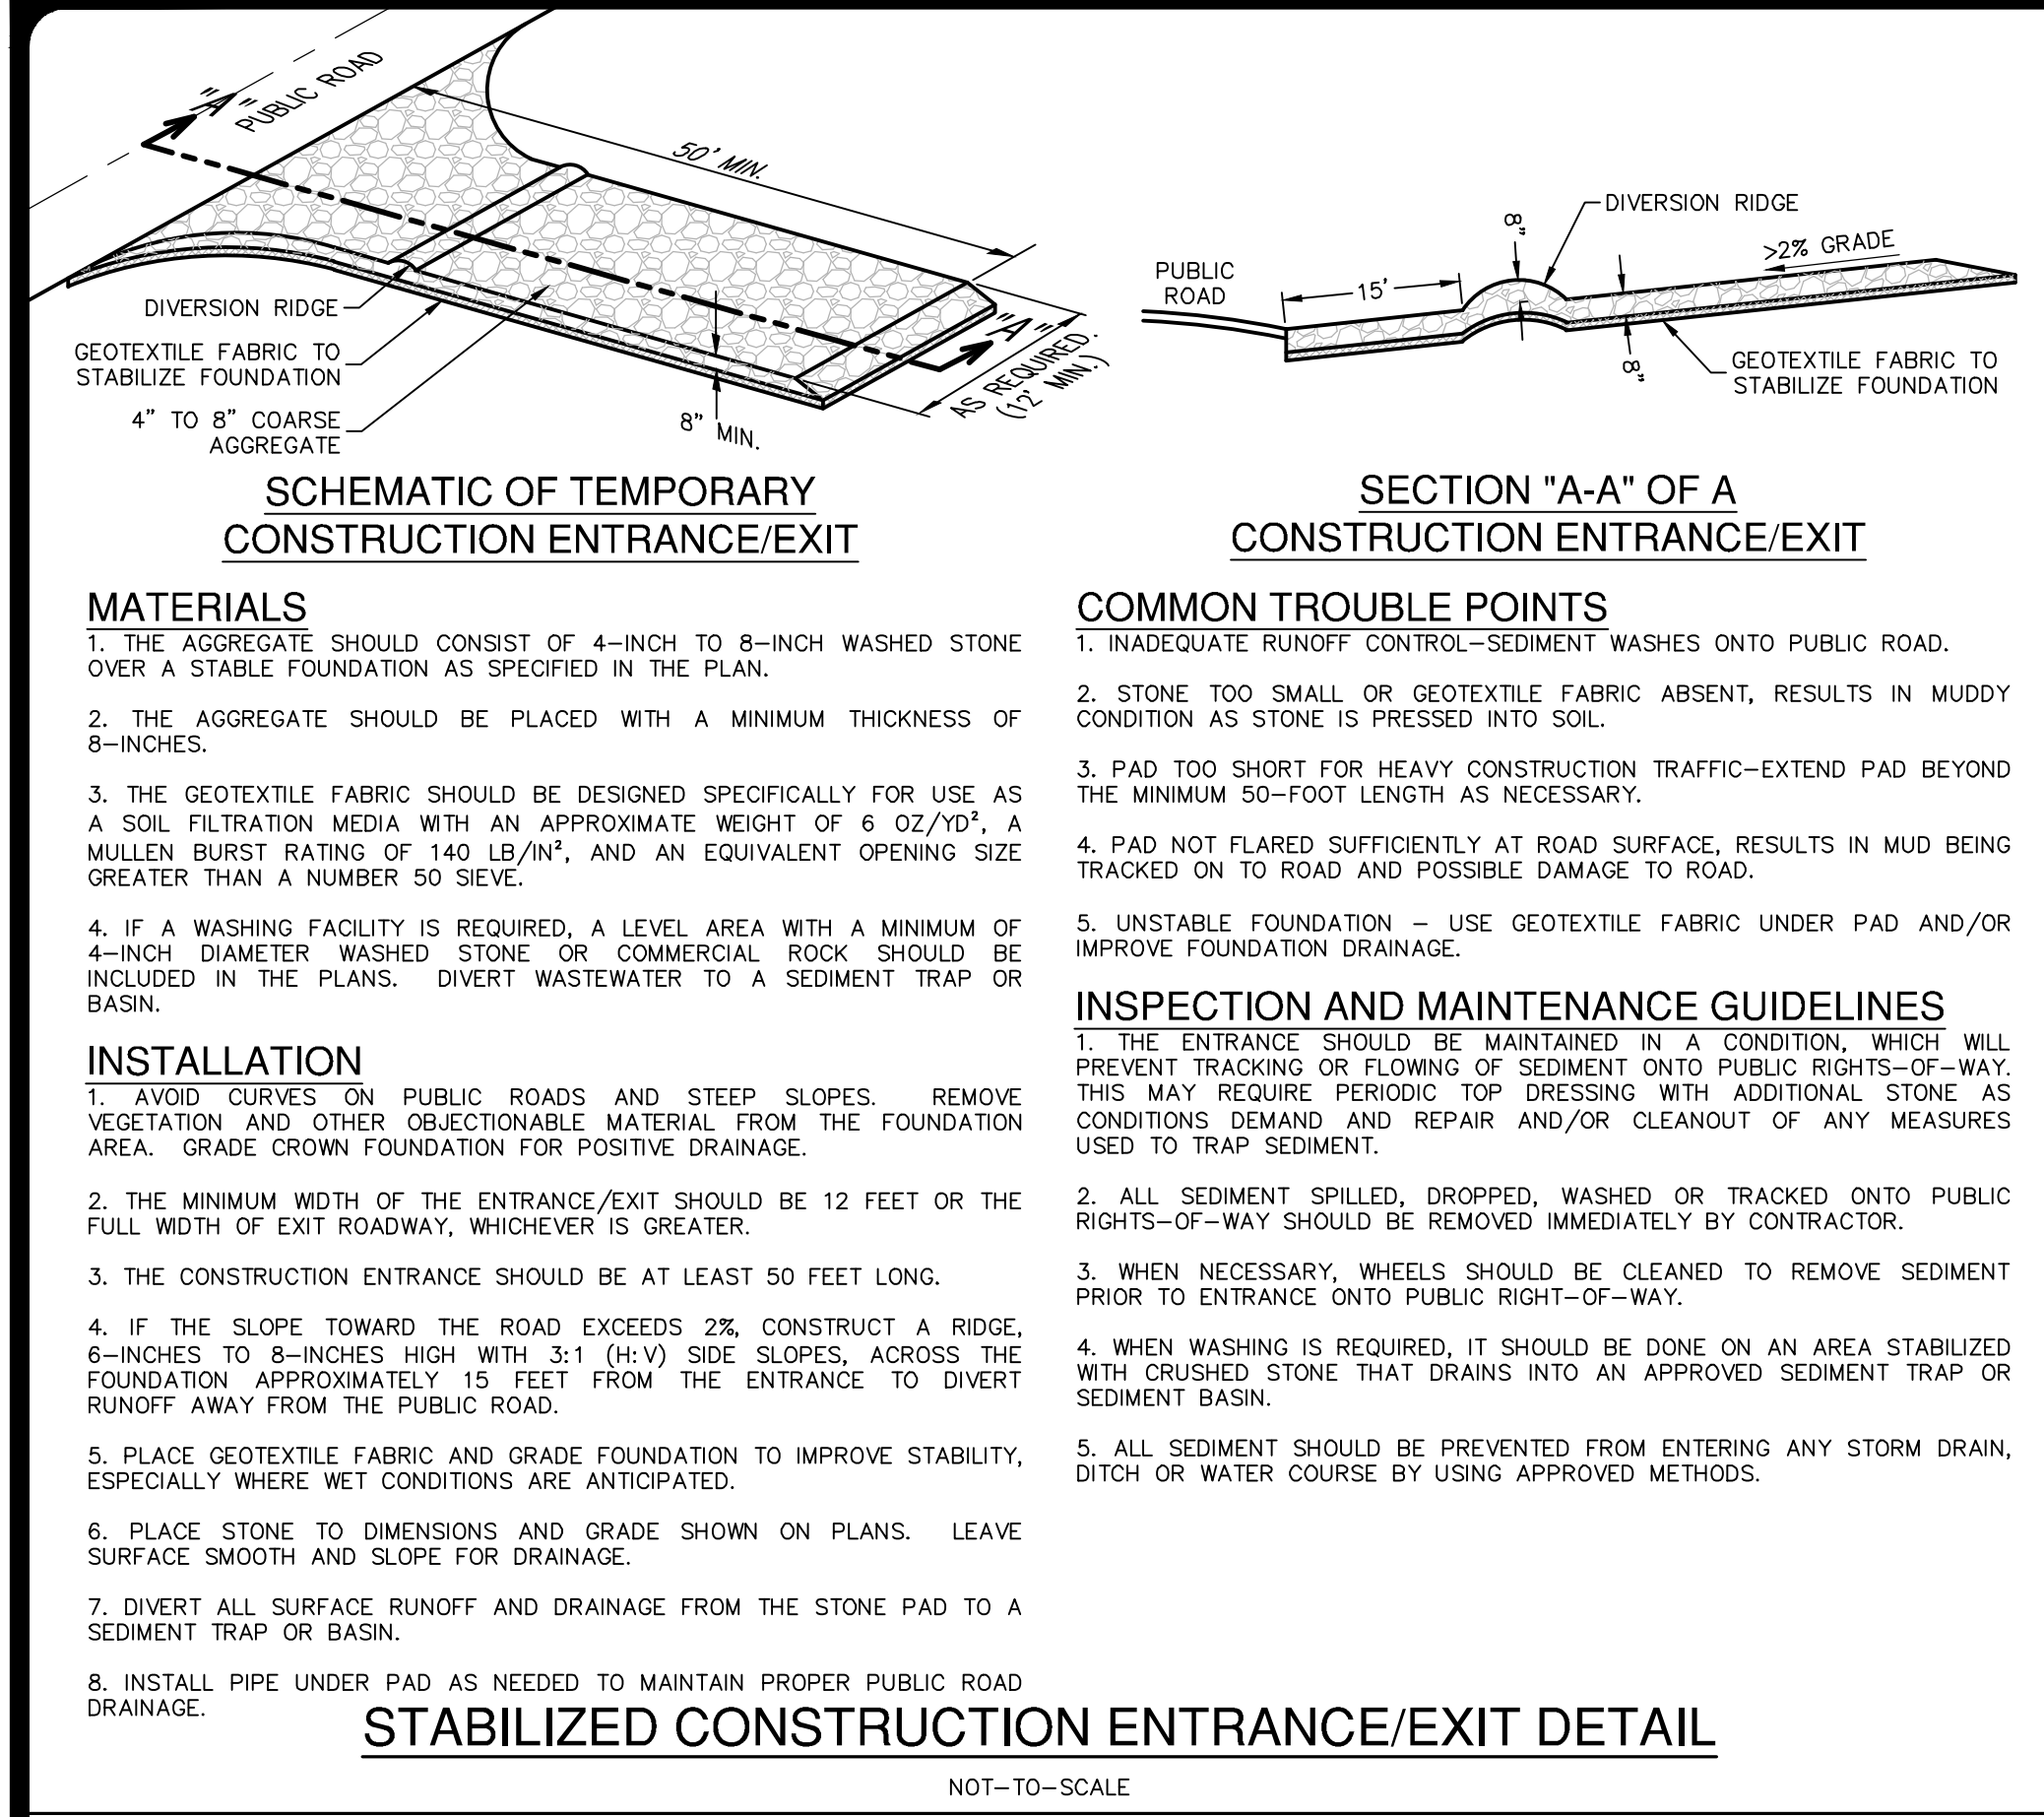 "A"
PUBLIC ROAD
50' MIN.
DIVERSION RIDGE
GEOTEXTILE FABRIC TO
STABILIZE FOUNDATION
4" TO 8" COARSE
AGGREGATE
8" MIN.
"A"
AS REQUIRED.
(12' MIN.)
SCHEMATIC OF TEMPORARY
CONSTRUCTION ENTRANCE/EXIT
PUBLIC
ROAD
15'
8"
DIVERSION RIDGE
>2% GRADE
8"
GEOTEXTILE FABRIC TO
STABILIZE FOUNDATION
SECTION "A-A" OF A
CONSTRUCTION ENTRANCE/EXIT
MATERIALS
1. THE AGGREGATE SHOULD CONSIST OF 4-INCH TO 8-INCH WASHED STONE
OVER A STABLE FOUNDATION AS SPECIFIED IN THE PLAN.
2. THE AGGREGATE SHOULD BE PLACED WITH A MINIMUM THICKNESS OF
8-INCHES.
3. THE GEOTEXTILE FABRIC SHOULD BE DESIGNED SPECIFICALLY FOR USE AS
A SOIL FILTRATION MEDIA WITH AN APPROXIMATE WEIGHT OF 6 OZ/YD², A
MULLEN BURST RATING OF 140 LB/IN², AND AN EQUIVALENT OPENING SIZE
GREATER THAN A NUMBER 50 SIEVE.
4. IF A WASHING FACILITY IS REQUIRED, A LEVEL AREA WITH A MINIMUM OF
4-INCH DIAMETER WASHED STONE OR COMMERCIAL ROCK SHOULD BE
INCLUDED IN THE PLANS. DIVERT WASTEWATER TO A SEDIMENT TRAP OR
BASIN.
INSTALLATION
1. AVOID CURVES ON PUBLIC ROADS AND STEEP SLOPES. REMOVE
VEGETATION AND OTHER OBJECTIONABLE MATERIAL FROM THE FOUNDATION
AREA. GRADE CROWN FOUNDATION FOR POSITIVE DRAINAGE.
2. THE MINIMUM WIDTH OF THE ENTRANCE/EXIT SHOULD BE 12 FEET OR THE
FULL WIDTH OF EXIT ROADWAY, WHICHEVER IS GREATER.
3. THE CONSTRUCTION ENTRANCE SHOULD BE AT LEAST 50 FEET LONG.
4. IF THE SLOPE TOWARD THE ROAD EXCEEDS 2%, CONSTRUCT A RIDGE,
6-INCHES TO 8-INCHES HIGH WITH 3:1 (H:V) SIDE SLOPES, ACROSS THE
FOUNDATION APPROXIMATELY 15 FEET FROM THE ENTRANCE TO DIVERT
RUNOFF AWAY FROM THE PUBLIC ROAD.
5. PLACE GEOTEXTILE FABRIC AND GRADE FOUNDATION TO IMPROVE STABILITY,
ESPECIALLY WHERE WET CONDITIONS ARE ANTICIPATED.
6. PLACE STONE TO DIMENSIONS AND GRADE SHOWN ON PLANS. LEAVE
SURFACE SMOOTH AND SLOPE FOR DRAINAGE.
7. DIVERT ALL SURFACE RUNOFF AND DRAINAGE FROM THE STONE PAD TO A
SEDIMENT TRAP OR BASIN.
8. INSTALL PIPE UNDER PAD AS NEEDED TO MAINTAIN PROPER PUBLIC ROAD
DRAINAGE.
COMMON TROUBLE POINTS
1. INADEQUATE RUNOFF CONTROL-SEDIMENT WASHES ONTO PUBLIC ROAD.
2. STONE TOO SMALL OR GEOTEXTILE FABRIC ABSENT, RESULTS IN MUDDY
CONDITION AS STONE IS PRESSED INTO SOIL.
3. PAD TOO SHORT FOR HEAVY CONSTRUCTION TRAFFIC-EXTEND PAD BEYOND
THE MINIMUM 50-FOOT LENGTH AS NECESSARY.
4. PAD NOT FLARED SUFFICIENTLY AT ROAD SURFACE, RESULTS IN MUD BEING
TRACKED ON TO ROAD AND POSSIBLE DAMAGE TO ROAD.
5. UNSTABLE FOUNDATION - USE GEOTEXTILE FABRIC UNDER PAD AND/OR
IMPROVE FOUNDATION DRAINAGE.
INSPECTION AND MAINTENANCE GUIDELINES
1. THE ENTRANCE SHOULD BE MAINTAINED IN A CONDITION, WHICH WILL
PREVENT TRACKING OR FLOWING OF SEDIMENT ONTO PUBLIC RIGHTS-OF-WAY.
THIS MAY REQUIRE PERIODIC TOP DRESSING WITH ADDITIONAL STONE AS
CONDITIONS DEMAND AND REPAIR AND/OR CLEANOUT OF ANY MEASURES
USED TO TRAP SEDIMENT.
2. ALL SEDIMENT SPILLED, DROPPED, WASHED OR TRACKED ONTO PUBLIC
RIGHTS-OF-WAY SHOULD BE REMOVED IMMEDIATELY BY CONTRACTOR.
3. WHEN NECESSARY, WHEELS SHOULD BE CLEANED TO REMOVE SEDIMENT
PRIOR TO ENTRANCE ONTO PUBLIC RIGHT-OF-WAY.
4. WHEN WASHING IS REQUIRED, IT SHOULD BE DONE ON AN AREA STABILIZED
WITH CRUSHED STONE THAT DRAINS INTO AN APPROVED SEDIMENT TRAP OR
SEDIMENT BASIN.
5. ALL SEDIMENT SHOULD BE PREVENTED FROM ENTERING ANY STORM DRAIN,
DITCH OR WATER COURSE BY USING APPROVED METHODS.
STABILIZED CONSTRUCTION ENTRANCE/EXIT DETAIL
NOT-TO-SCALE